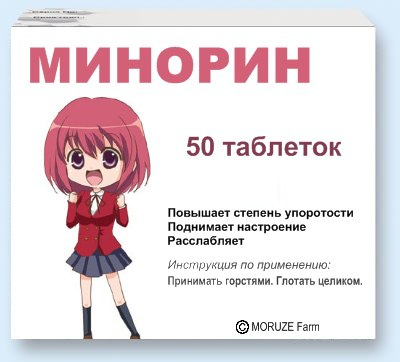 МИНОРИН
50 таблеток
Повышает степень упоротости
Поднимает настроение
Расслабляет
Инструкция по применению:
Принимать горстями. Глотать целиком.
© MORUZE Farm